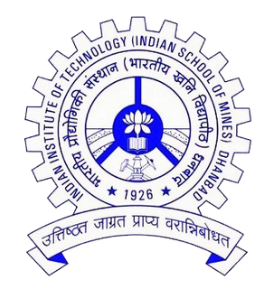 INDIAN INSTITUTE OF TECHNOLOGY (INDIAN SCHOOL OF MINES) DHANBAD
भारतीय प्रौद्योगिकी संस्थान (भारतीय खनि विद्यापीठ) धनबाद
★ 1926 ★
उत्तिष्ठत जाग्रत प्राप्य वरान्निबोधत